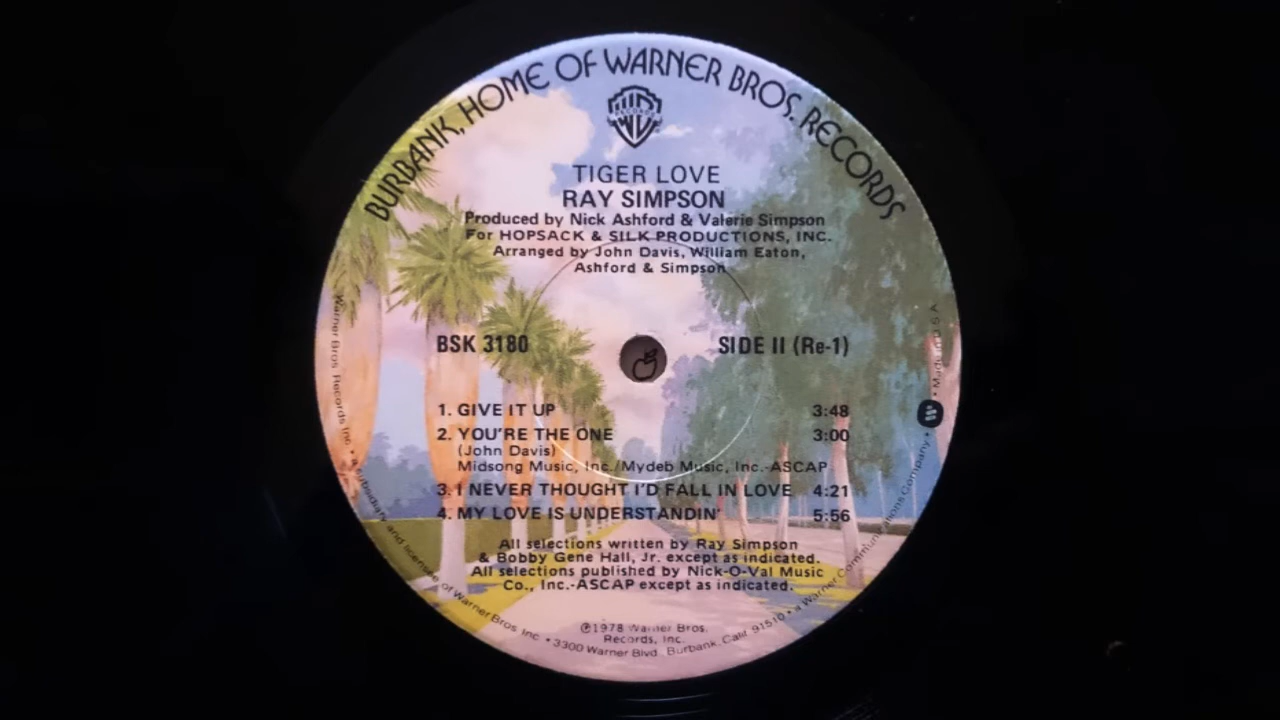 BURBANK, HOME OF WARNER BROS. RECORDS
WB
RECORDS
TIGER LOVE
RAY SIMPSON
Produced by Nick Ashford & Valerie Simpson
For HOPSACK & SILK PRODUCTIONS, INC.
Arranged by John Davis, William Eaton,
Ashford & Simpson
BSK 3180
SIDE II (Re-1)
1. GIVE IT UP 3:48
2. YOU'RE THE ONE 3:00
(John Davis)
Midsong Music, Inc./Mydeb Music, Inc.-ASCAP
3. I NEVER THOUGHT I'D FALL IN LOVE 4:21
4. MY LOVE IS UNDERSTANDIN' 5:56
All selections written by Ray Simpson
& Bobby Gene Hall, Jr. except as indicated.
All selections published by Nick-O-Val Music
Co., Inc.-ASCAP except as indicated.
℗1978 Warner Bros.
Records, Inc.
Warner Bros. Records Inc. • a subsidiary and licensee of Warner Bros. Inc. • 3300 Warner Blvd., Burbank, Calif. 91510 • a Warner Communications Company • Made in U.S.A.